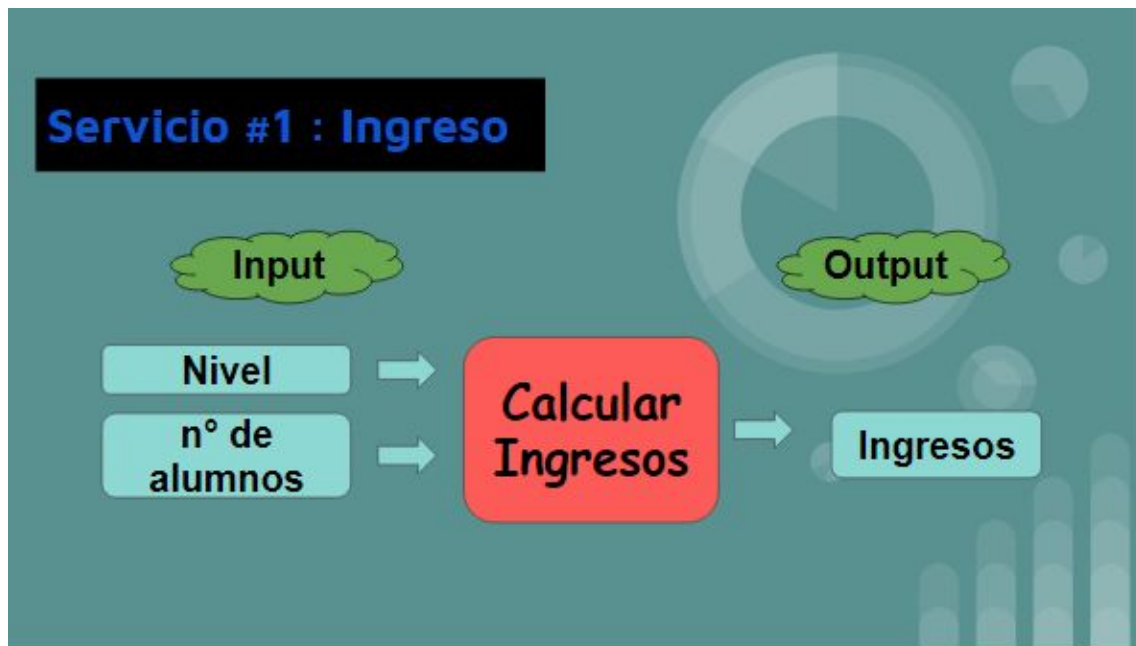 Servicio #1 : Ingreso
Input
Output
Nivel
n° de
alumnos
Calcular
Ingresos
Ingresos